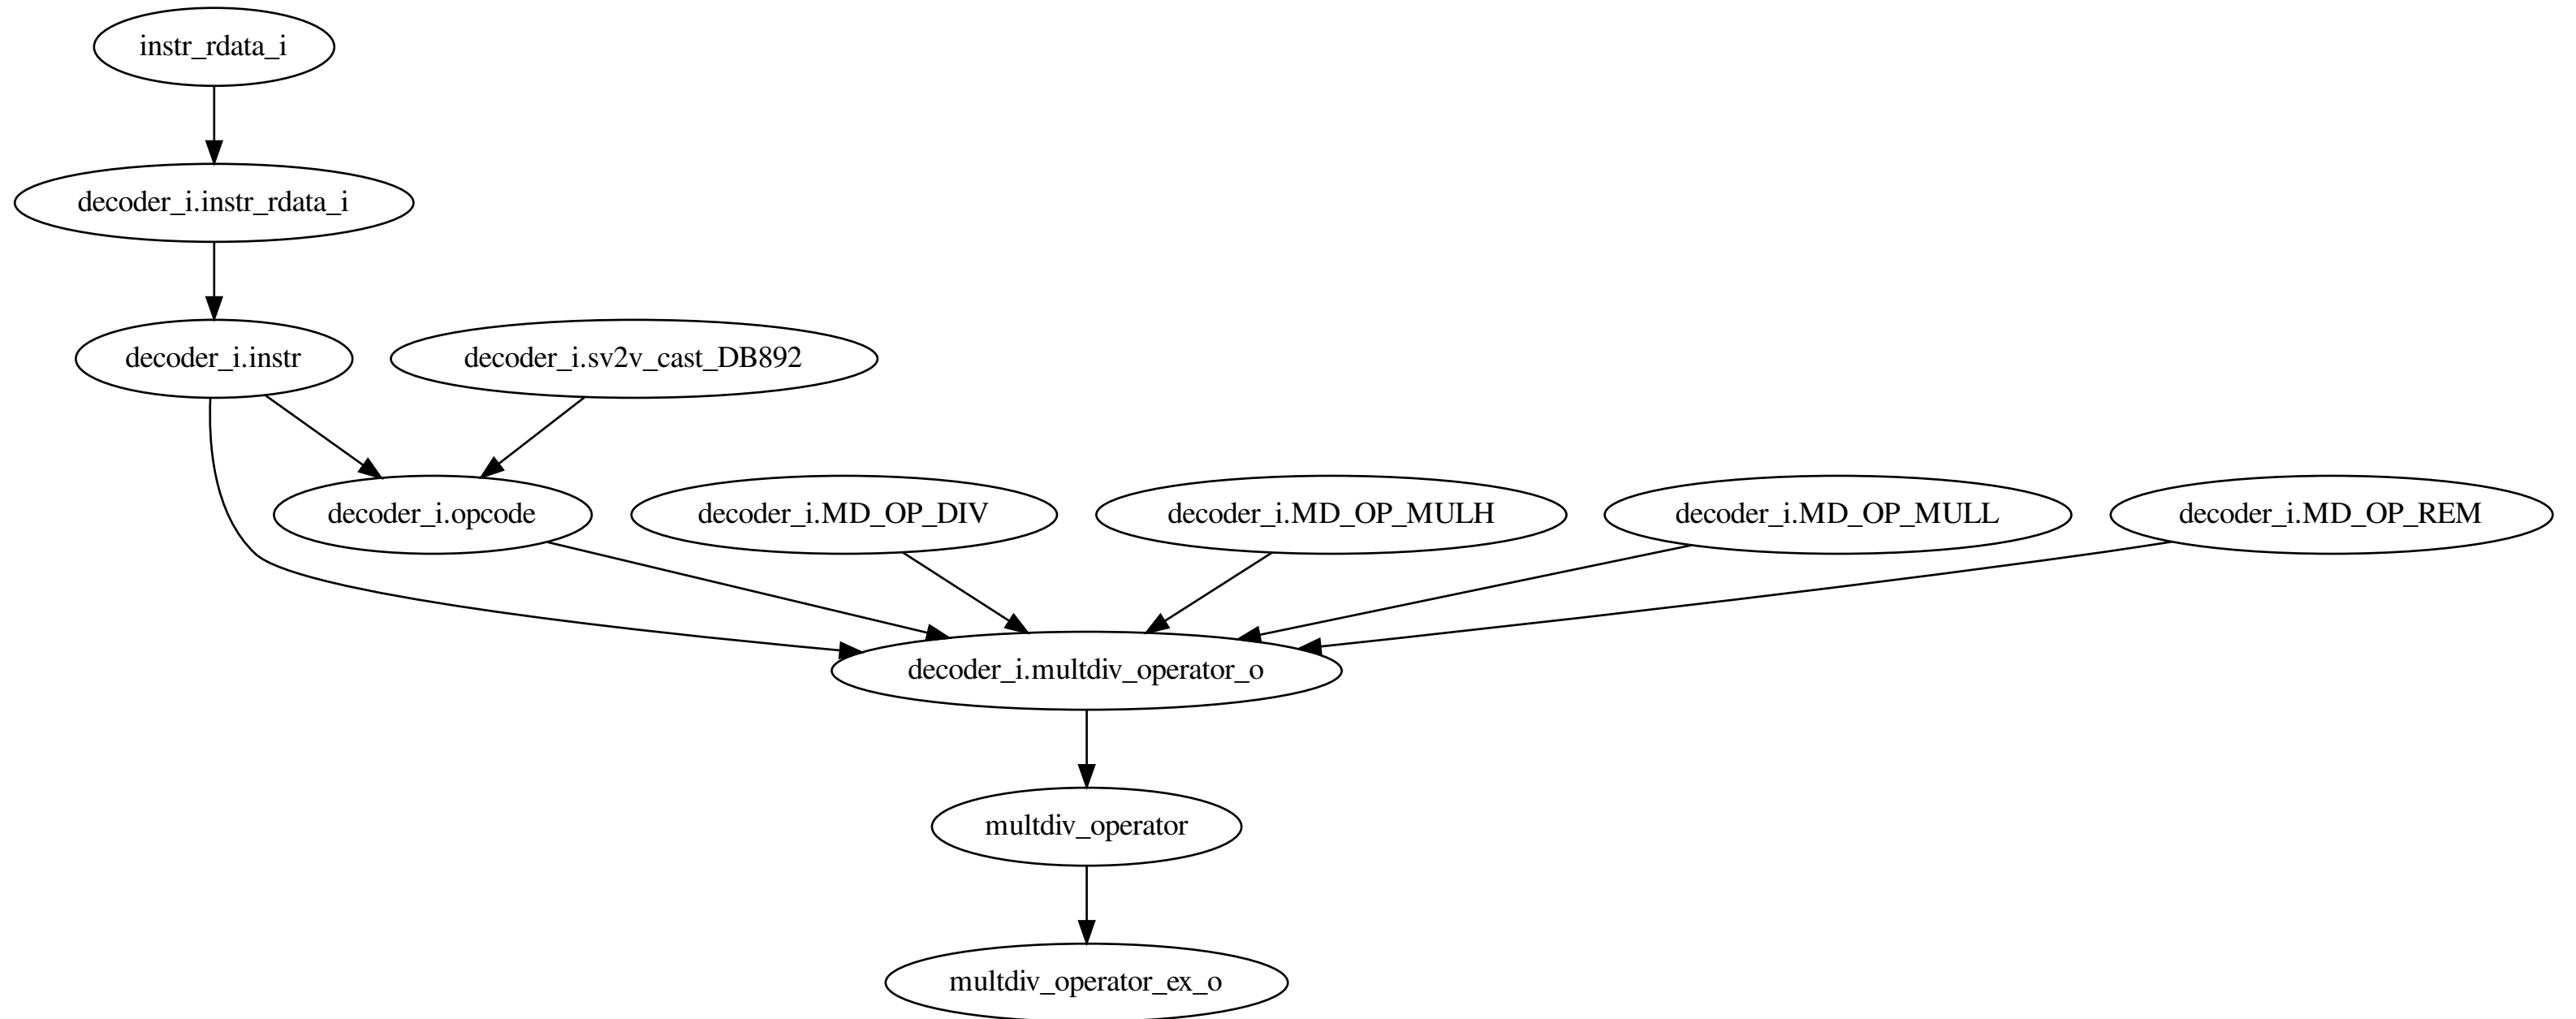 instr_rdata_i
decoder_i.instr_rdata_i
decoder_i.instr
decoder_i.sv2v_cast_DB892
decoder_i.opcode
decoder_i.MD_OP_DIV
decoder_i.MD_OP_MULH
decoder_i.MD_OP_MULL
decoder_i.MD_OP_REM
decoder_i.multdiv_operator_o
multdiv_operator
multdiv_operator_ex_o